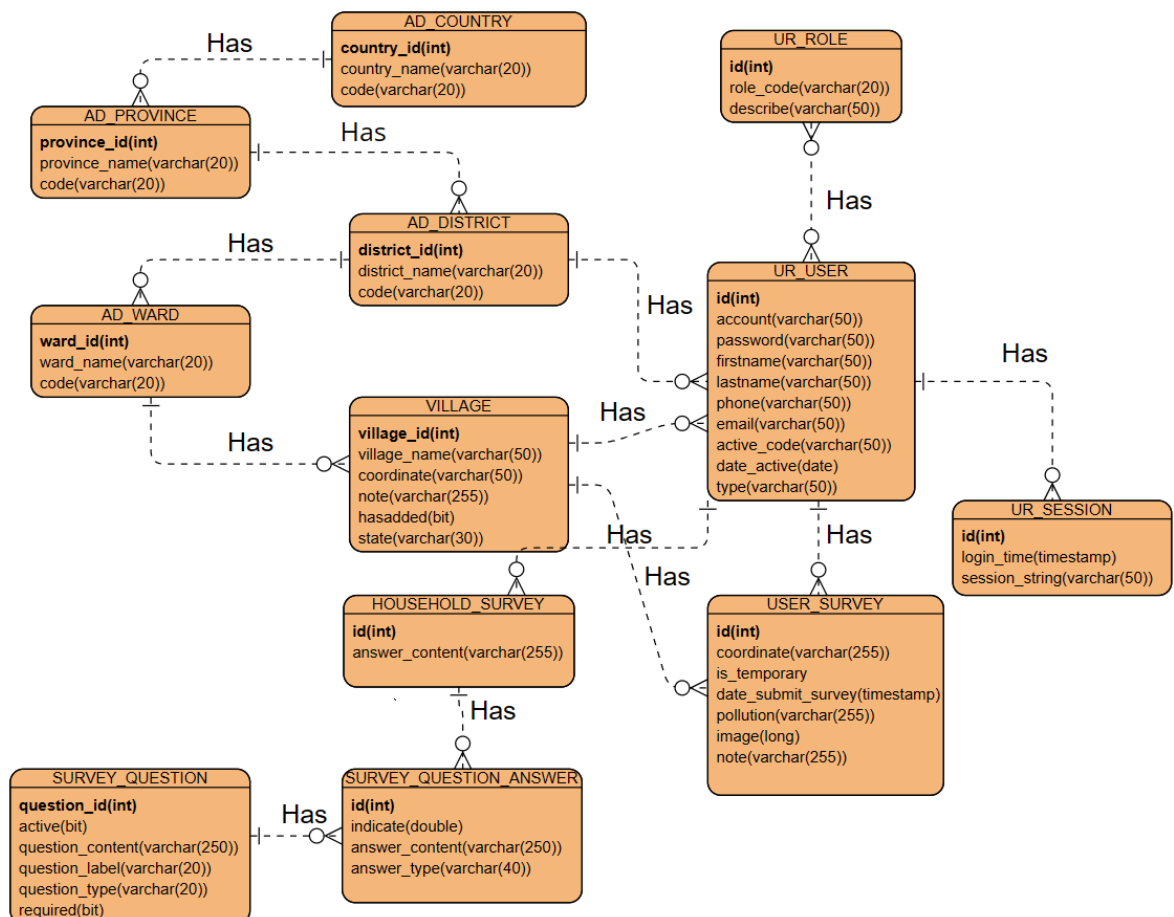 AD_COUNTRY
country_id(int)
country_name(varchar(20))
code(varchar(20))
Has
UR_ROLE
id(int)
role_code(varchar(20))
describe(varchar(50))
AD_PROVINCE
province_id(int)
province_name(varchar(20))
code(varchar(20))
Has
Has
AD_DISTRICT
district_id(int)
district_name(varchar(20))
code(varchar(20))
Has
UR_USER
id(int)
account(varchar(50))
password(varchar(50))
firstname(varchar(50))
lastname(varchar(50))
phone(varchar(50))
email(varchar(50))
active_code(varchar(50))
date_active(date)
type(varchar(50))
Has
AD_WARD
ward_id(int)
ward_name(varchar(20))
code(varchar(20))
Has
Has
VILLAGE
village_id(int)
village_name(varchar(50))
coordinate(varchar(50))
note(varchar(255))
hasadded(bit)
state(varchar(30))
Has
Has
UR_SESSION
id(int)
login_time(timestamp)
session_string(varchar(50))
Has
Has
Has
HOUSEHOLD_SURVEY
id(int)
answer_content(varchar(255))
USER_SURVEY
id(int)
coordinate(varchar(255))
is_temporary
date_submit_survey(timestamp)
pollution(varchar(255))
image(long)
note(varchar(255))
Has
SURVEY_QUESTION
question_id(int)
active(bit)
question_content(varchar(250))
question_label(varchar(20))
question_type(varchar(20))
required(bit)
Has
SURVEY_QUESTION_ANSWER
id(int)
indicate(double)
answer_content(varchar(250))
answer_type(varchar(40))